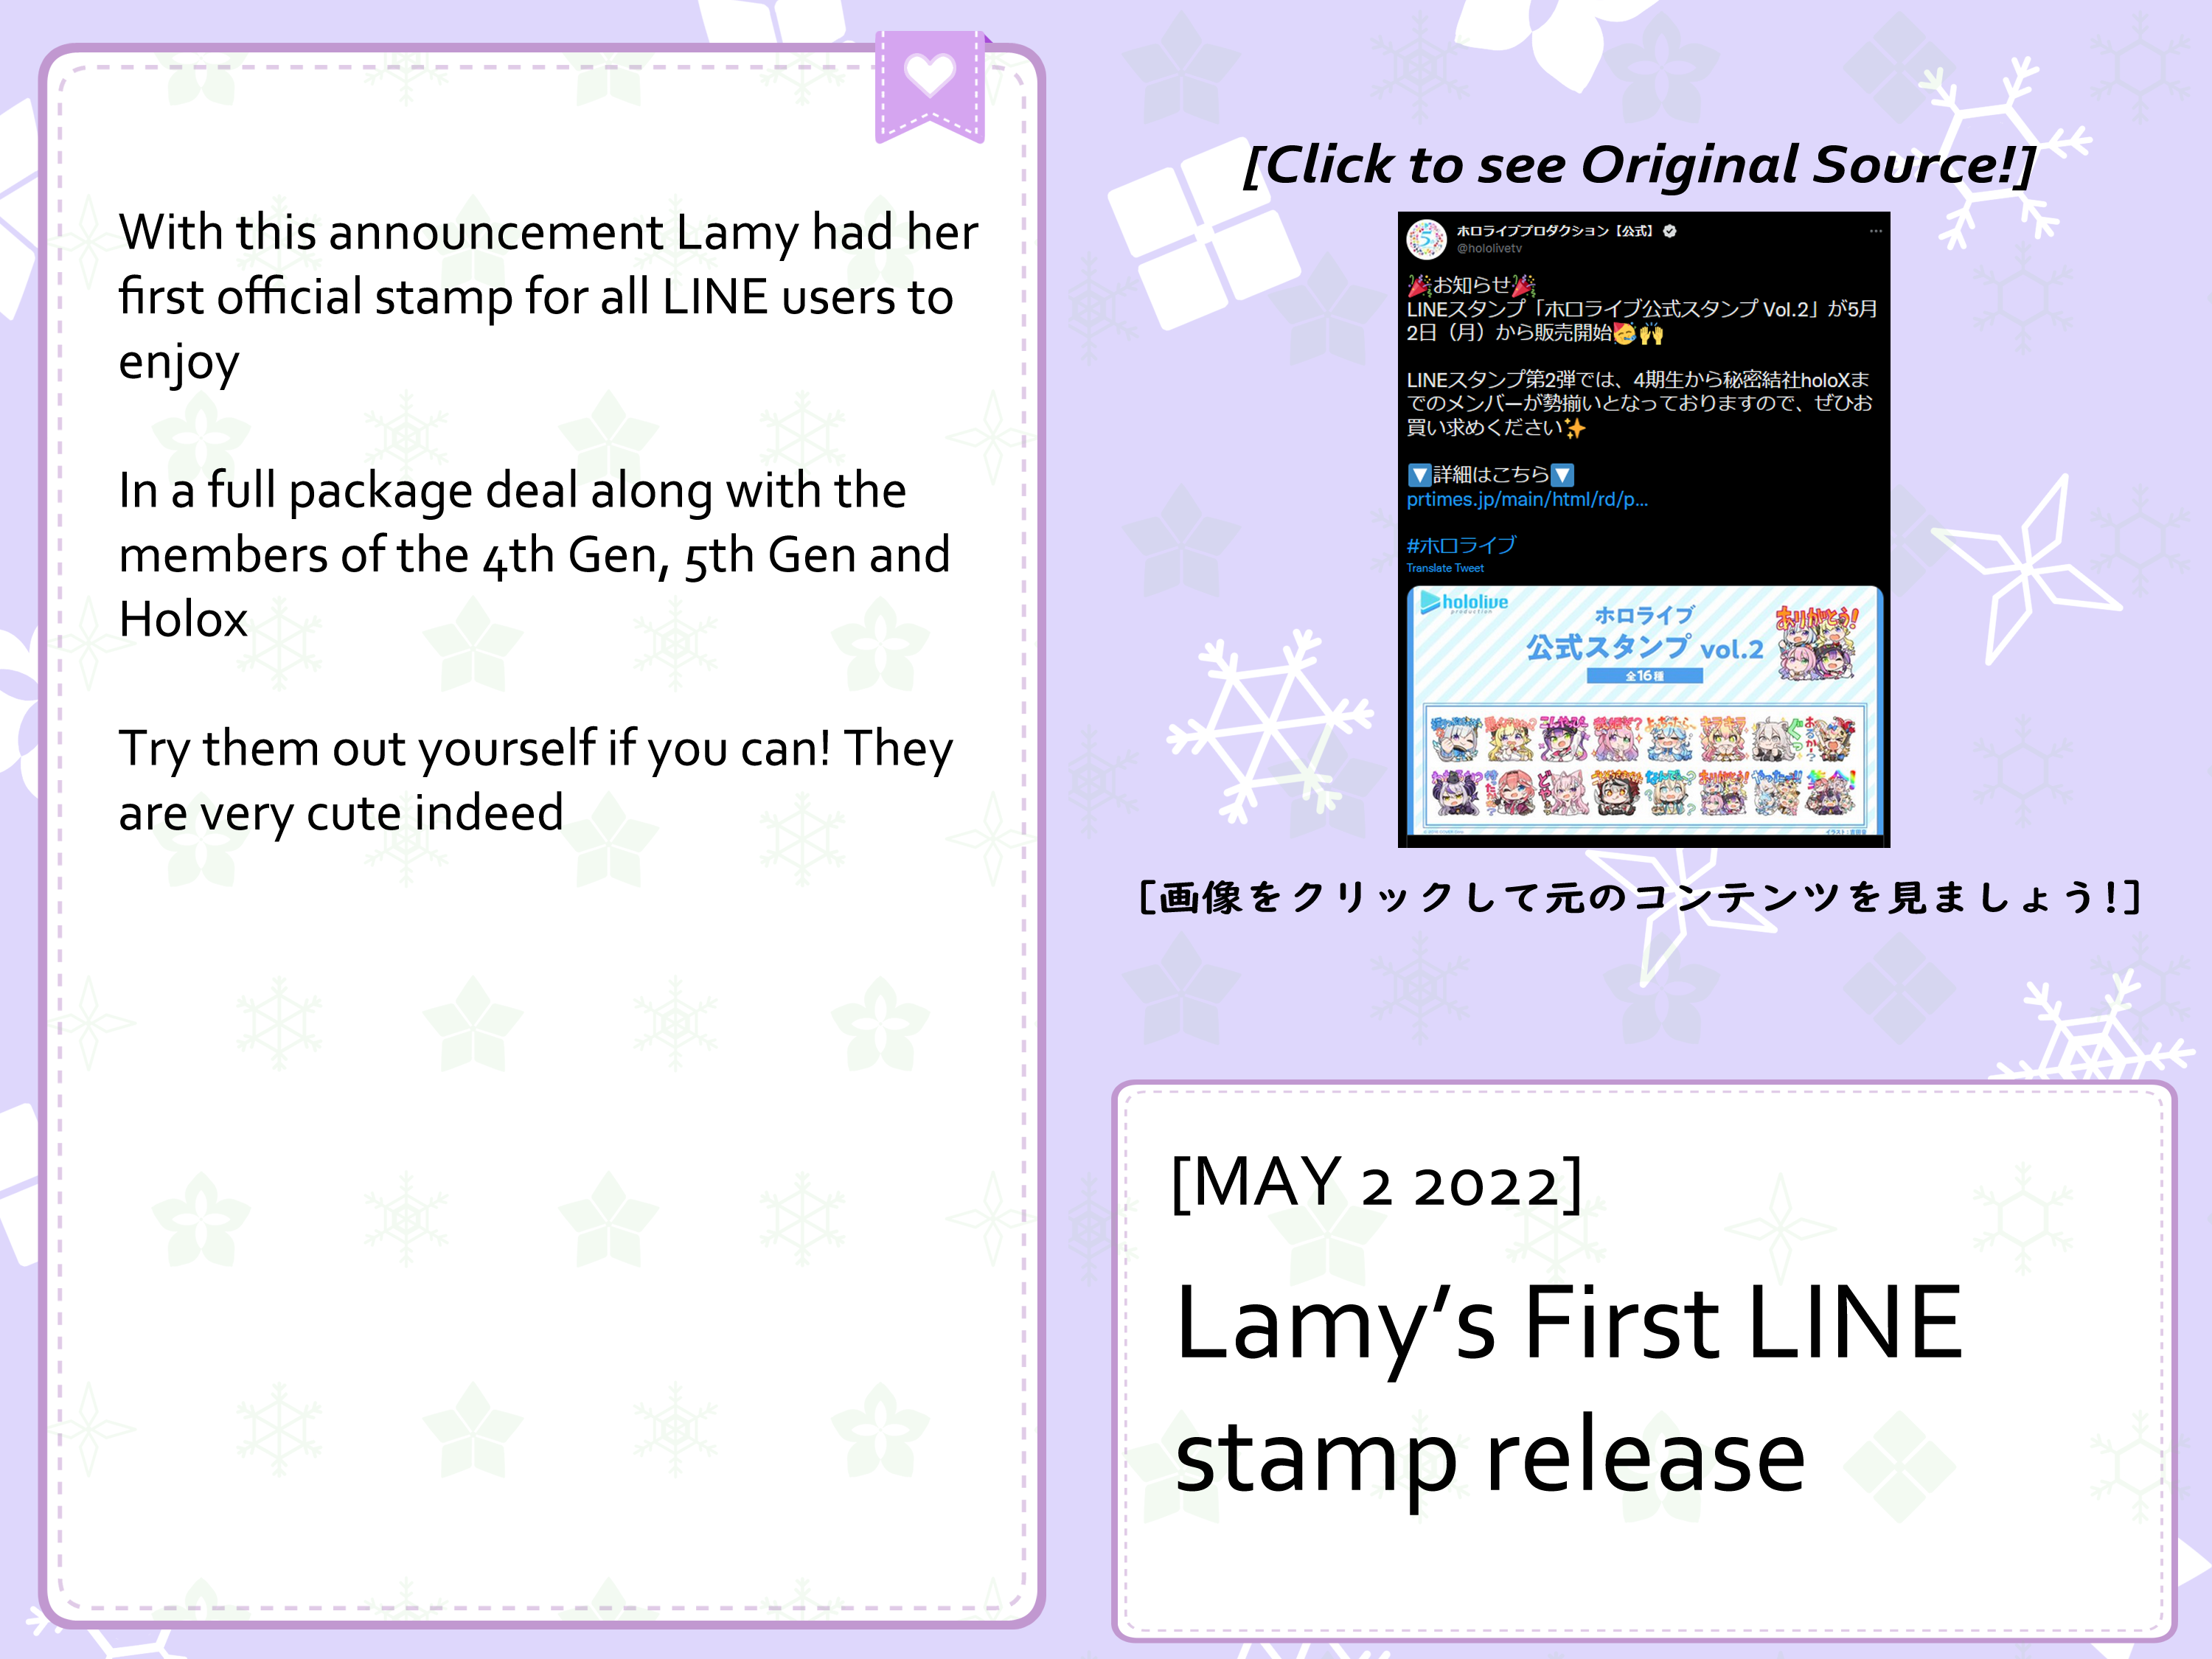 With this announcement Lamy had her
first official stamp for all LINE users to
enjoy
In a full package deal along with the
members of the 4th Gen, 5th Gen and
Holox
Try them out yourself if you can! They
are very cute indeed
[Click to see Original Source!]
ホロライブプロダクション【公式】
@hololivetv
🎉お知らせ🎉
LINEスタンプ「ホロライブ公式スタンプ Vol.2」が5月
2日（月）から販売開始🥳🙌
LINEスタンプ第2弾では、4期生から秘密結社holoXま
でのメンバーが勢揃いとなっておりますので、ぜひお
買い求めください✨
🔽詳細はこちら🔽
prtimes.jp/main/html/rd/p...
#ホロライブ
Translate Tweet
hololive
production
ホロライブ
公式スタンプ vol.2
全16種
ありがとう!
[画像をクリックして元のコンテンツを見ましょう!]
[MAY 2 2022]
Lamy's First LINE
stamp release